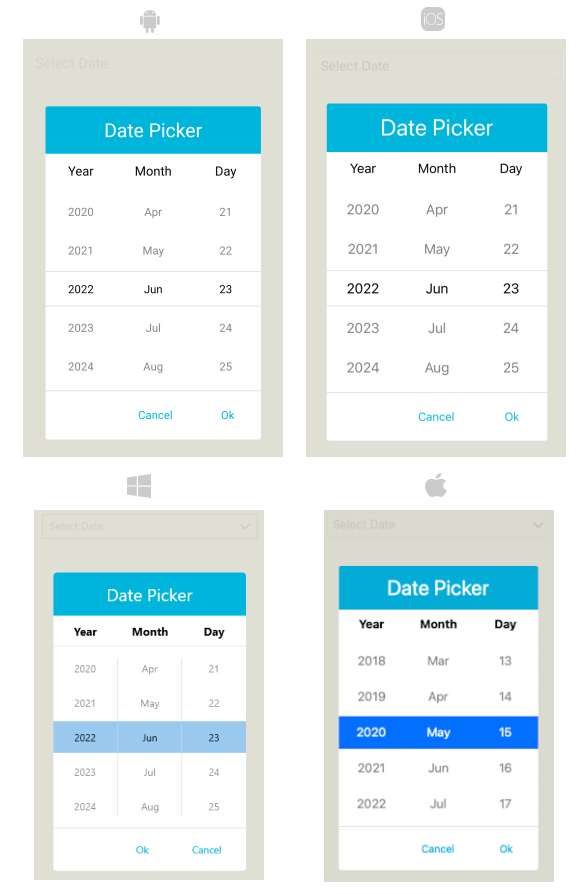 iOS
Select Date
Date Picker
Year Month Day
2020 Apr 21
2021 May 22
2022 Jun 23
2023 Jul 24
2024 Aug 25
Cancel Ok
Select Date
Date Picker
Year Month Day
2020 Apr 21
2021 May 22
2022 Jun 23
2023 Jul 24
2024 Aug 25
Cancel Ok
Select Date
Date Picker
Year Month Day
2020 Apr 21
2021 May 22
2022 Jun 23
2023 Jul 24
2024 Aug 25
Ok Cancel
Select Date
Date Picker
Year Month Day
2018 Mar 13
2019 Apr 14
2020 May 15
2021 Jun 16
2022 Jul 17
Cancel Ok